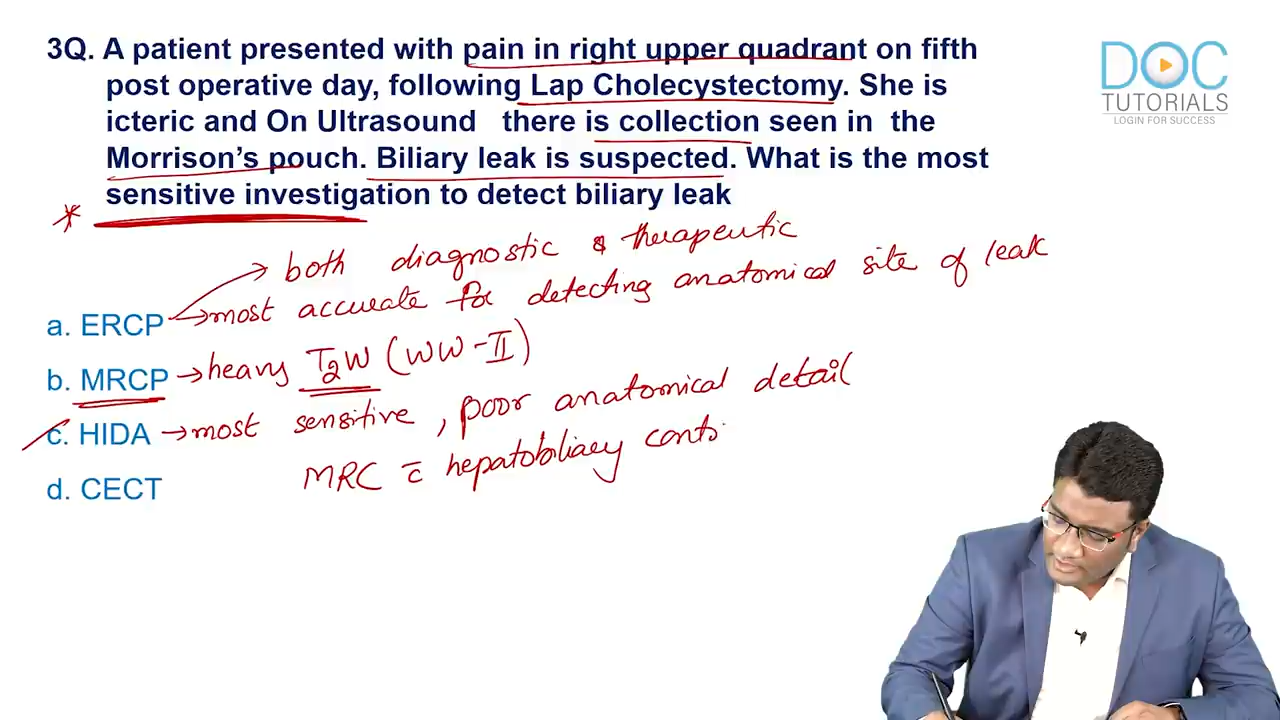 3Q. A patient presented with pain in right upper quadrant on fifth
post operative day, following Lap Cholecystectomy. She is
icteric and On Ultrasound there is collection seen in the
Morrison's pouch. Biliary leak is suspected. What is the most
sensitive investigation to detect biliary leak
DOC
TUTORIALS
LOGIN FOR SUCCESS
both diagnostic & therapeutic
a. ERCP → most accurate for detecting anatomical site of leak
b. MRCP → heavy T2W (WW-II)
c. HIDA → most sensitive, poor anatomical detail
MRC c̄ hepatobiliary cont
d. CECT